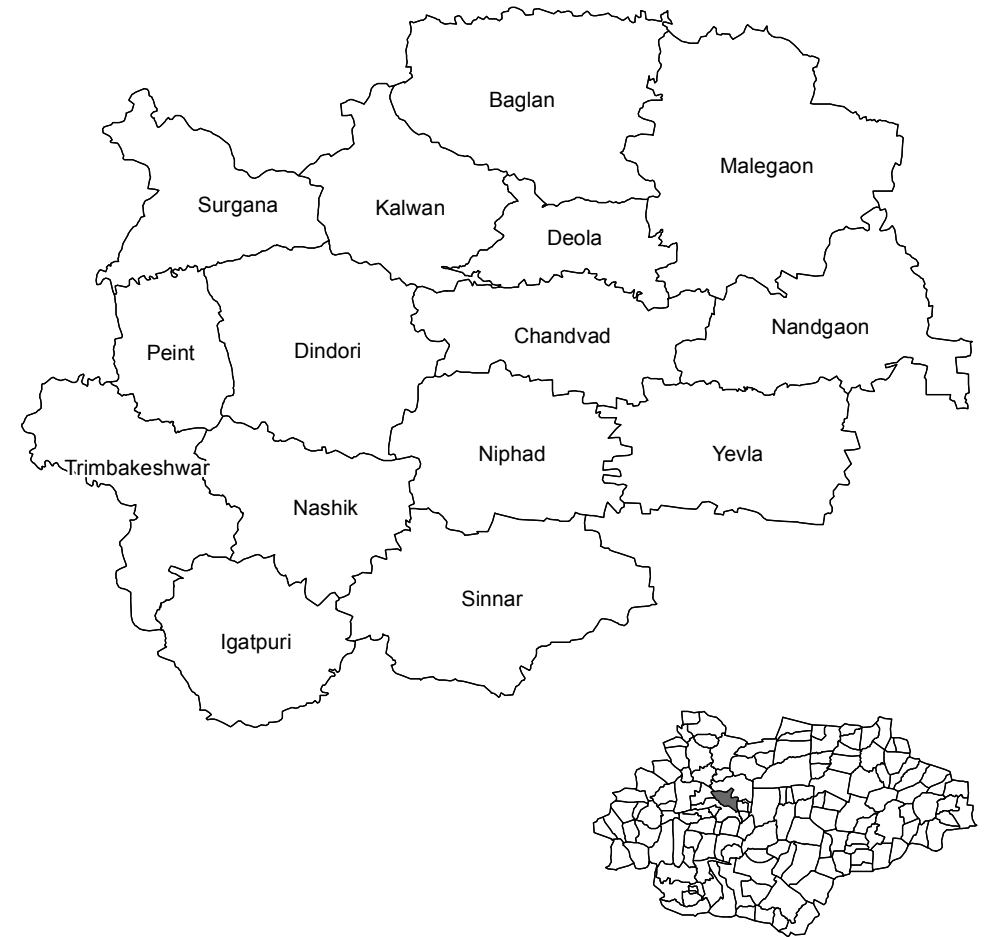 Baglan
Malegaon
Surgana
Kalwan
Deola
Nandgaon
Chandvad
Peint
Dindori
Niphad
Yevla
Trimbakeshwar
Nashik
Sinnar
Igatpuri